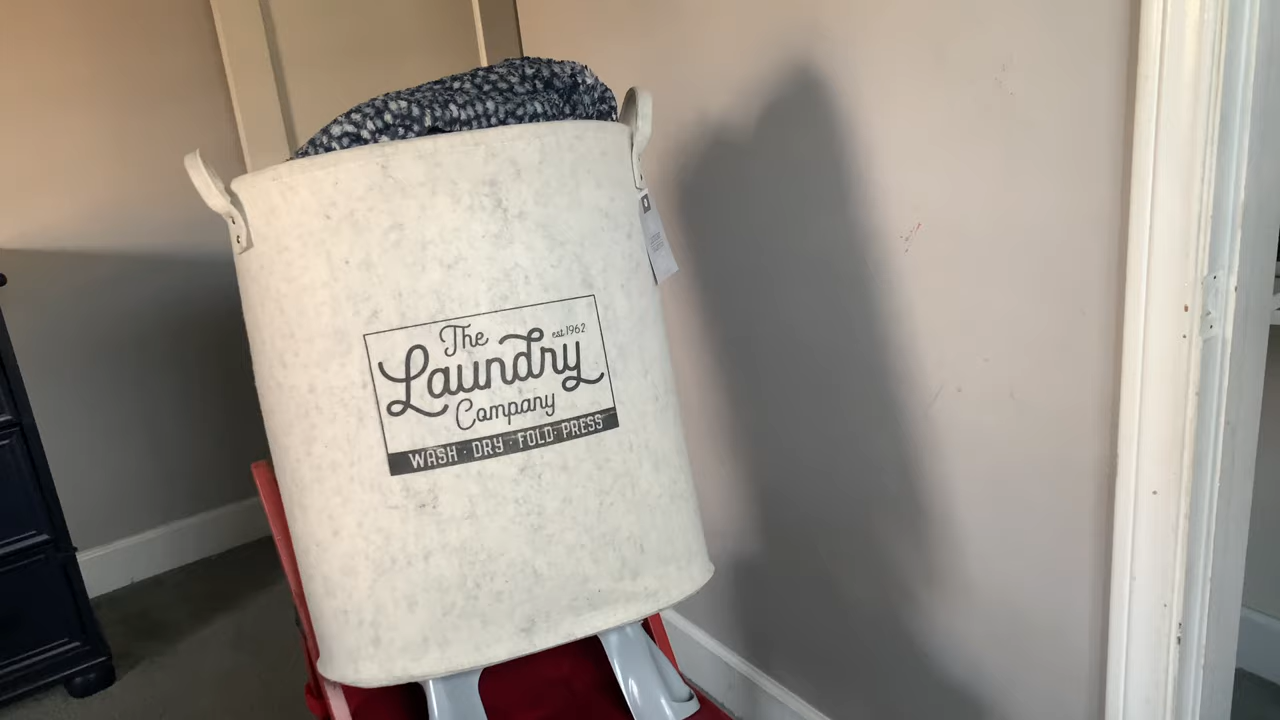 The
est.1962
Laundry
Company
WASH · DRY · FOLD · PRESS